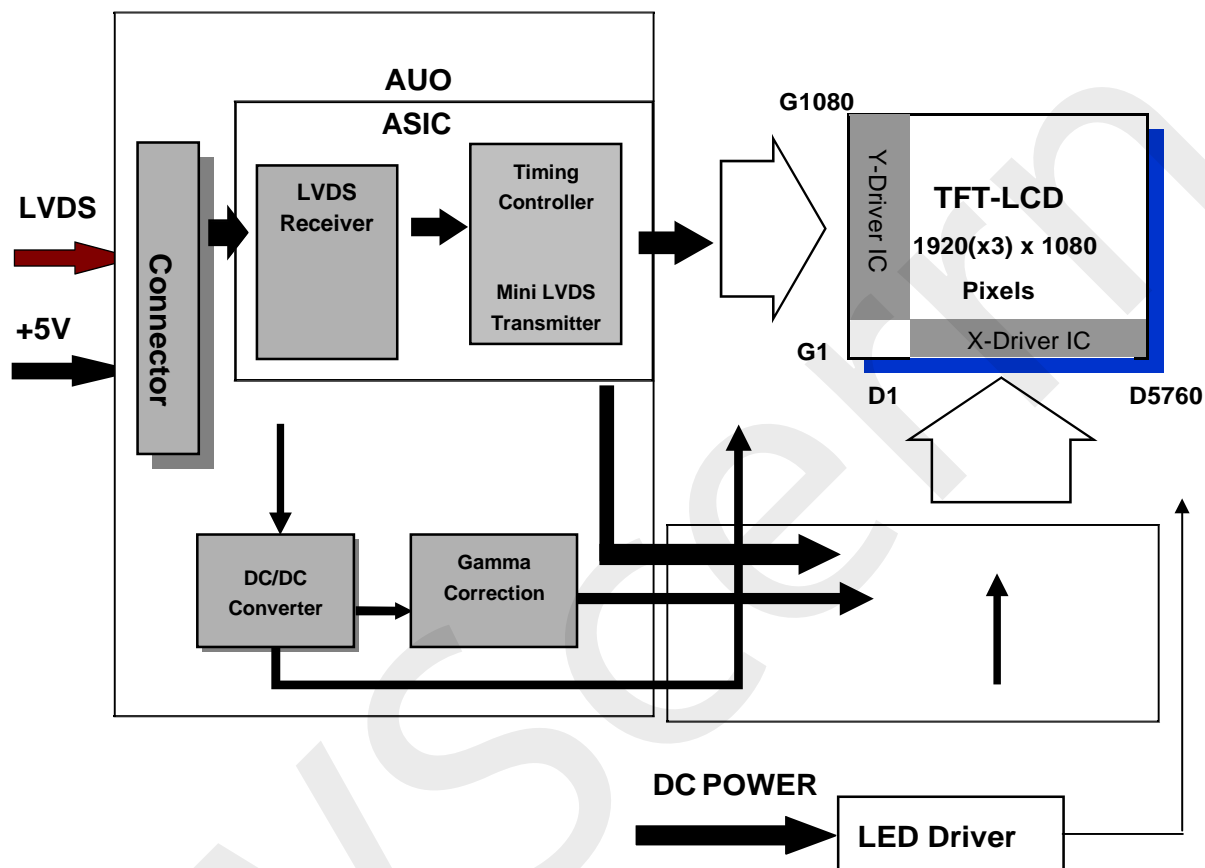 AUO
ASIC
LVDS
+5V
Connector
LVDS
Receiver
Timing
Controller
Mini LVDS
Transmitter
G1080
G1
Y-Driver IC
TFT-LCD
1920(x3) x 1080
Pixels
X-Driver IC
D1
D5760
DC/DC
Converter
Gamma
Correction
DC POWER
LED Driver